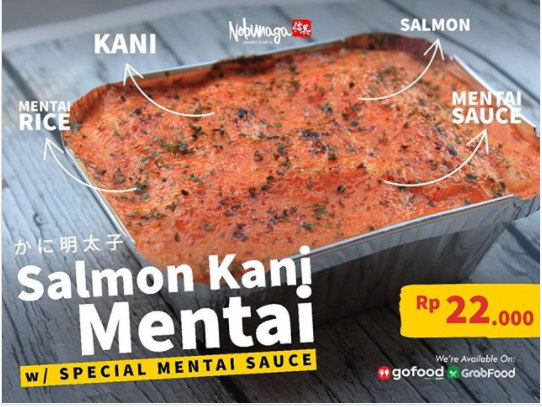 Nobunaga
SALMON
KANI
MENTAI
RICE
MENTAI
SAUCE
かに明太子
Salmon Kani
Mentai
w/ SPECIAL MENTAI SAUCE
Rp 22.000
We're Available On:
gofood
GrabFood